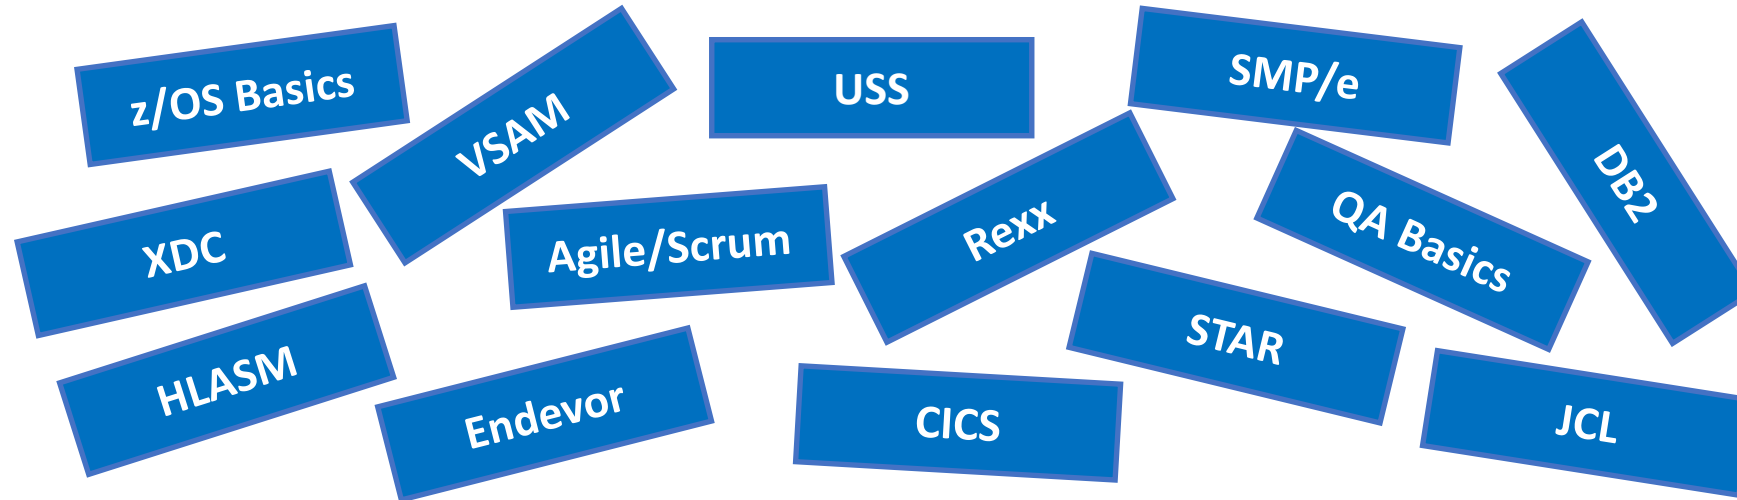 z/OS Basics
VSAM
USS
SMP/e
DB2
XDC
Agile/Scrum
Rexx
QA Basics
HLASM
Endevor
CICS
STAR
JCL